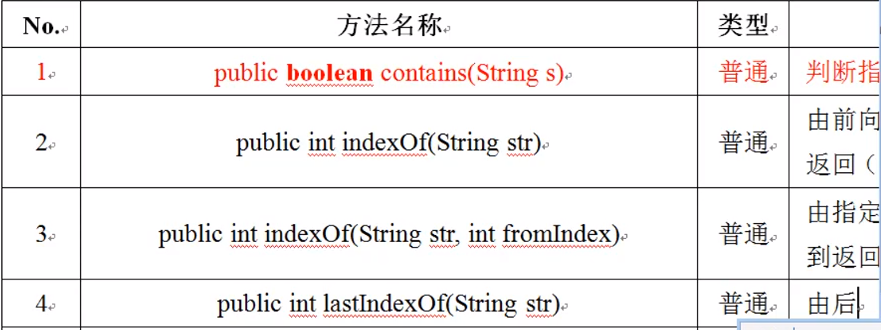 No. 方法名称 类型
1 public boolean contains(String s) 普通 判断指
2 public int indexOf(String str) 普通 由前向
返回（
3 public int indexOf(String str, int fromIndex) 普通 由指定
到返回
4 public int lastIndexOf(String str) 普通 由后